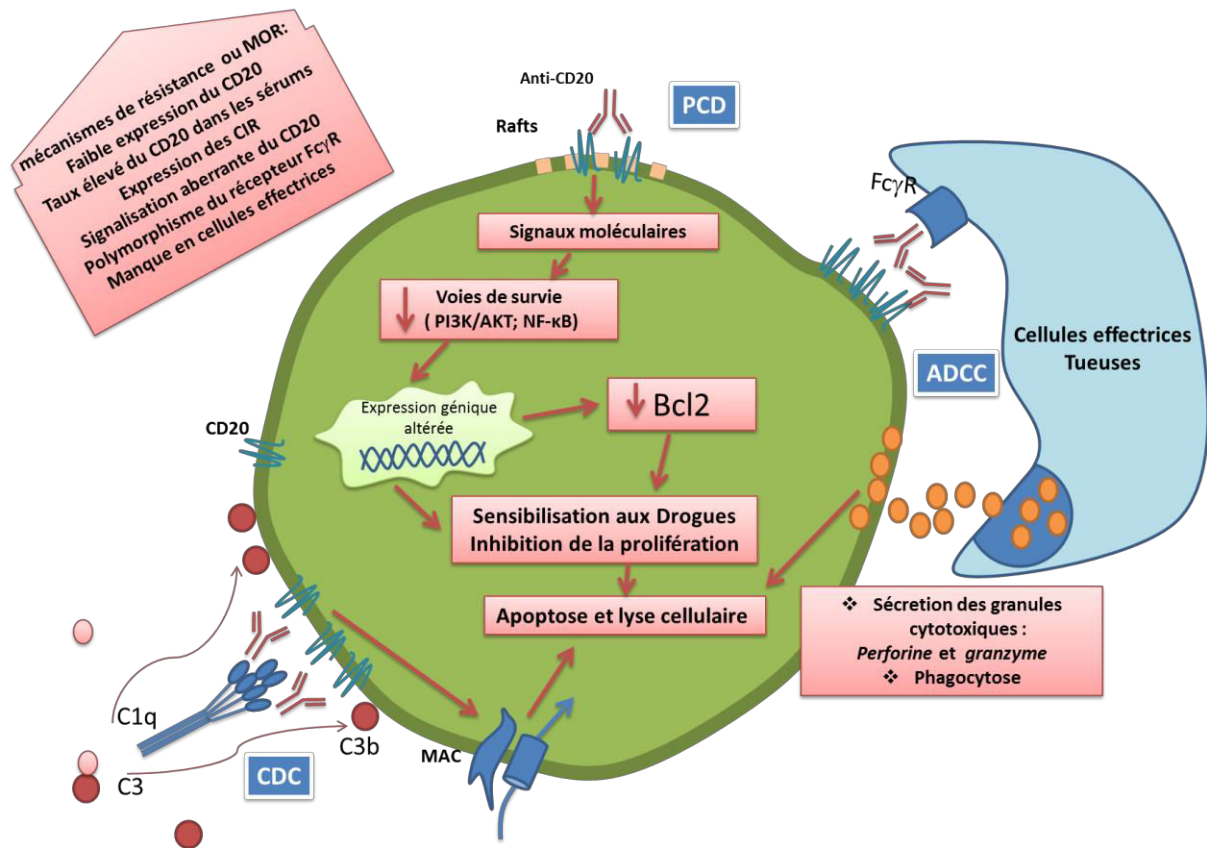 mécanismes de résistance ou MOR:
Faible expression du CD20
Taux élevé du CD20 dans les sérums
Expression des CIR
Signalisation aberrante du CD20
Polymorphisme du récepteur FcγR
Manque en cellules effectrices
Anti-CD20
PCD
Rafts
FcγR
Signaux moléculaires
Voies de survie
( PI3K/AKT; NF-κB)
Cellules effectrices
Tueuses
ADCC
Expression génique
altérée
Bcl2
CD20
Sensibilisation aux Drogues
Inhibition de la prolifération
Apoptose et lyse cellulaire
❖ Sécrétion des granules
cytotoxiques :
Perforine et granzyme
❖ Phagocytose
C1q
C3b
MAC
C3
CDC